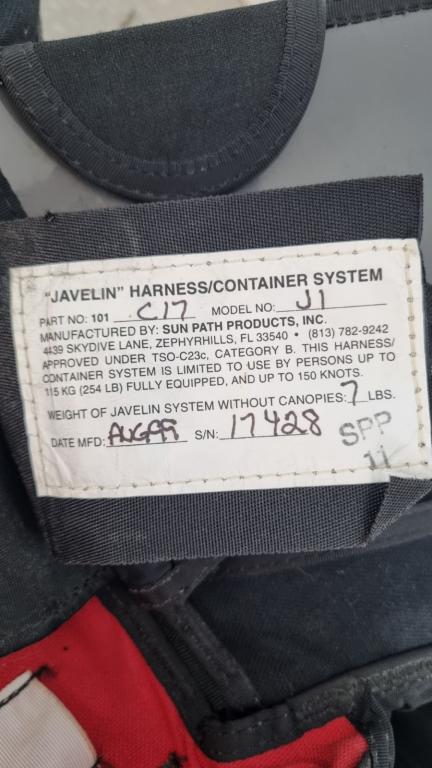 "JAVELIN" HARNESS/CONTAINER SYSTEM
PART NO: 101 C17 MODEL NO: J1
MANUFACTURED BY: SUN PATH PRODUCTS, INC.
4439 SKYDIVE LANE, ZEPHYRHILLS, FL 33540 • (813) 782-9242
APPROVED UNDER TSO-C23c, CATEGORY B. THIS HARNESS/
CONTAINER SYSTEM IS LIMITED TO USE BY PERSONS UP TO
115 KG (254 LB) FULLY EQUIPPED, AND UP TO 150 KNOTS.
WEIGHT OF JAVELIN SYSTEM WITHOUT CANOPIES: 7 LBS.
DATE MFD: AUG99 S/N: 17428
SPP
11